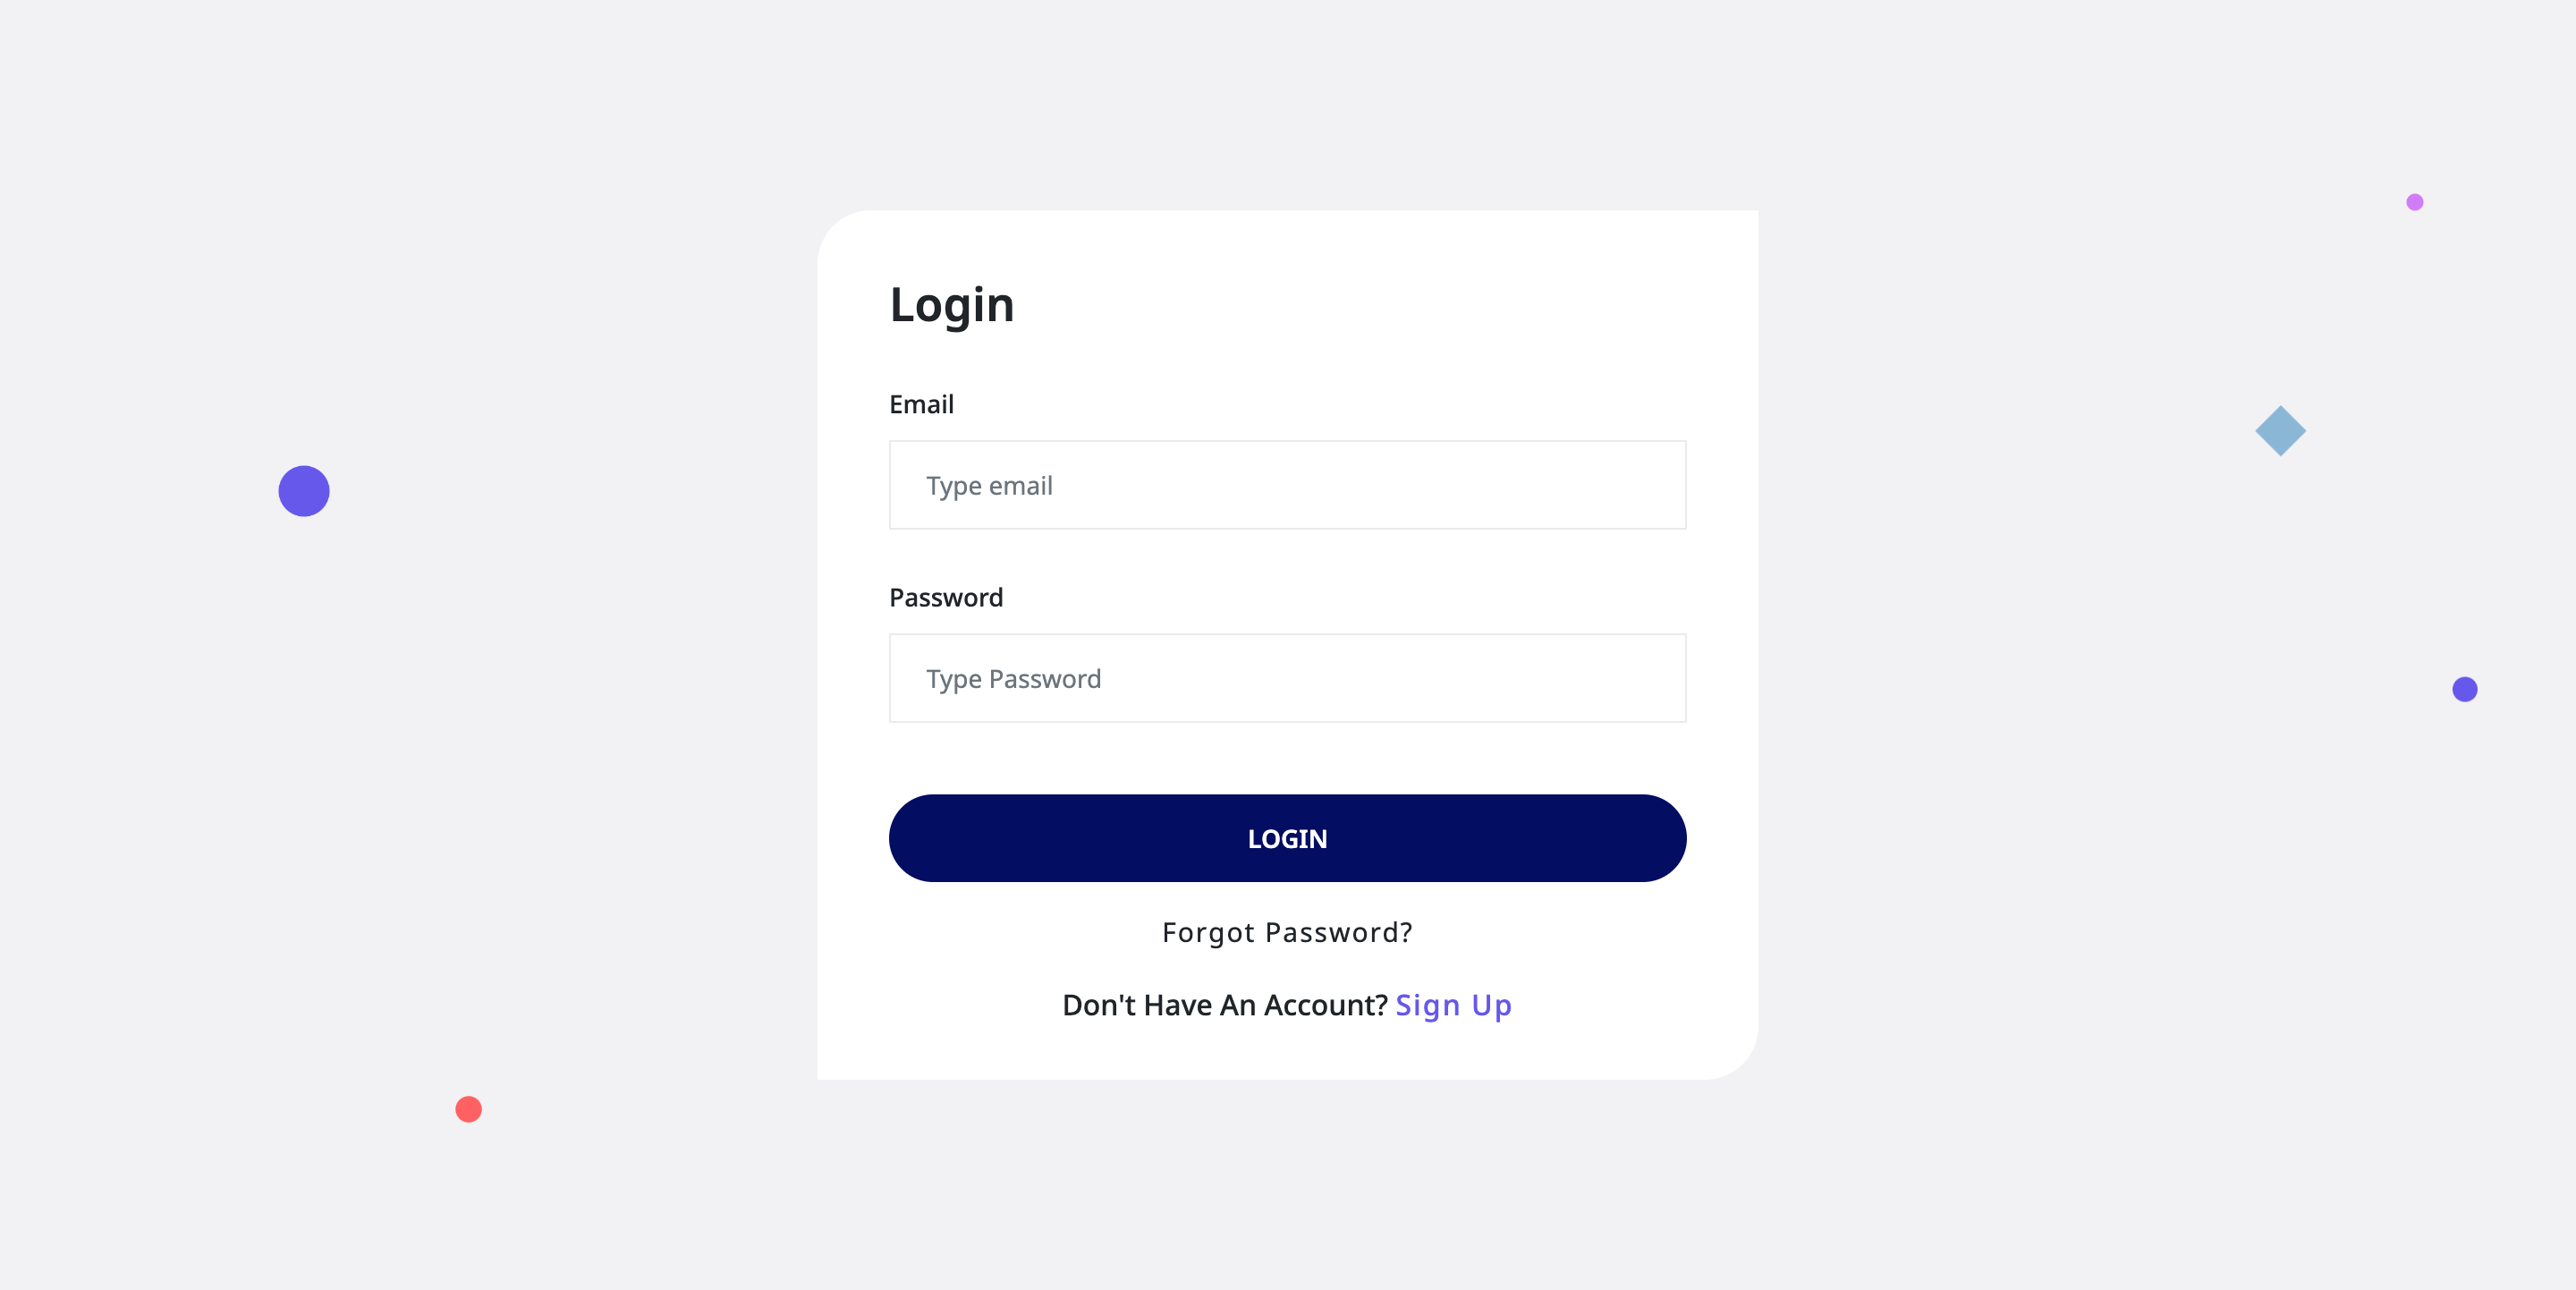 Login
Email
Type email
Password
Type Password
LOGIN
Forgot Password?
Don't Have An Account? Sign Up